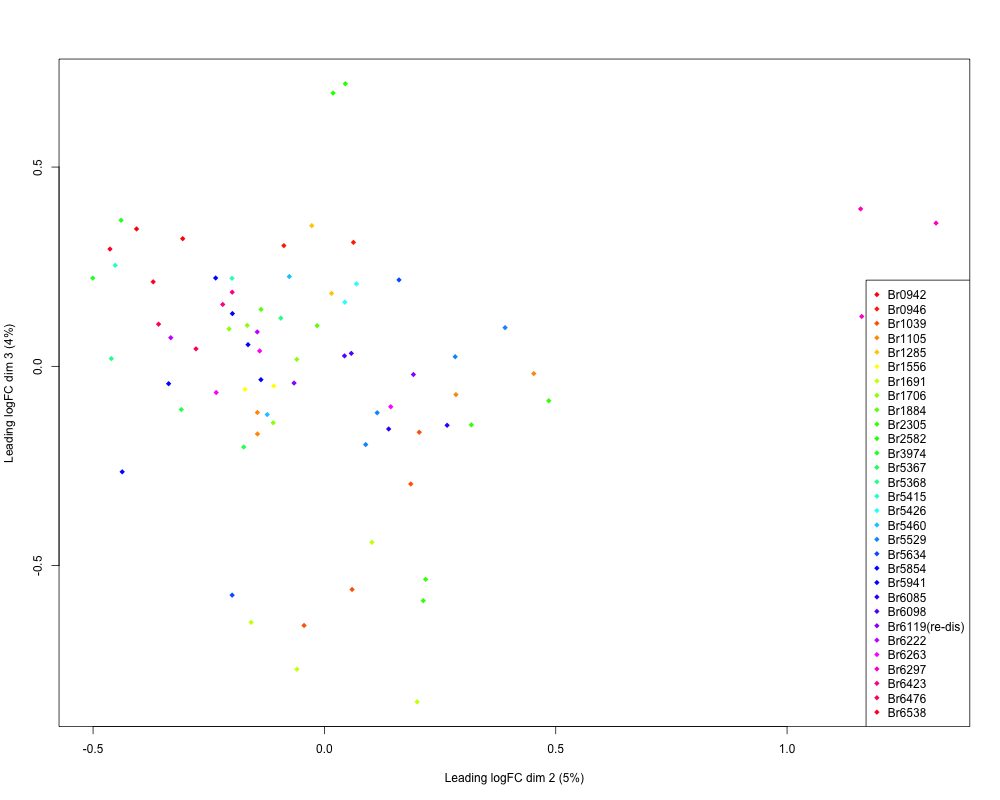 0.5
0.0
-0.5
Leading logFC dim 3 (4%)
Br0942
Br0946
Br1039
Br1105
Br1285
Br1556
Br1691
Br1706
Br1884
Br2305
Br2582
Br3974
Br5367
Br5368
Br5415
Br5426
Br5460
Br5529
Br5634
Br5854
Br5941
Br6085
Br6098
Br6119(re-dis)
Br6222
Br6263
Br6297
Br6423
Br6476
Br6538
-0.5
0.0
0.5
1.0
Leading logFC dim 2 (5%)